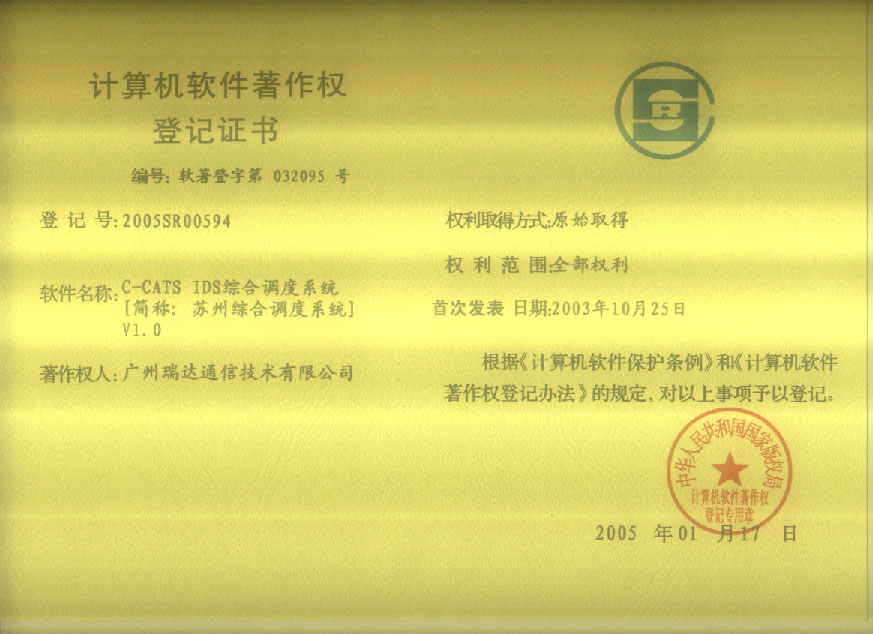 计算机软件著作权
登记证书
编号: 软著登字第 032095 号
登 记 号: 2005SR00594
软件名称: C-CATS IDS综合调度系统
[简称: 苏州综合调度系统]
V1.0
著作权人: 广州瑞达通信技术有限公司
R
权利取得方式: 原始取得
权 利 范 围: 全部权利
首次发表 日期: 2003年10月25日
根据《计算机软件保护条例》和《计算机软件
著作权登记办法》的规定, 对以上事项予以登记。
中华人民共和国国家版权局
计算机软件著作权
登记专用章
2005 年 01 月 17 日